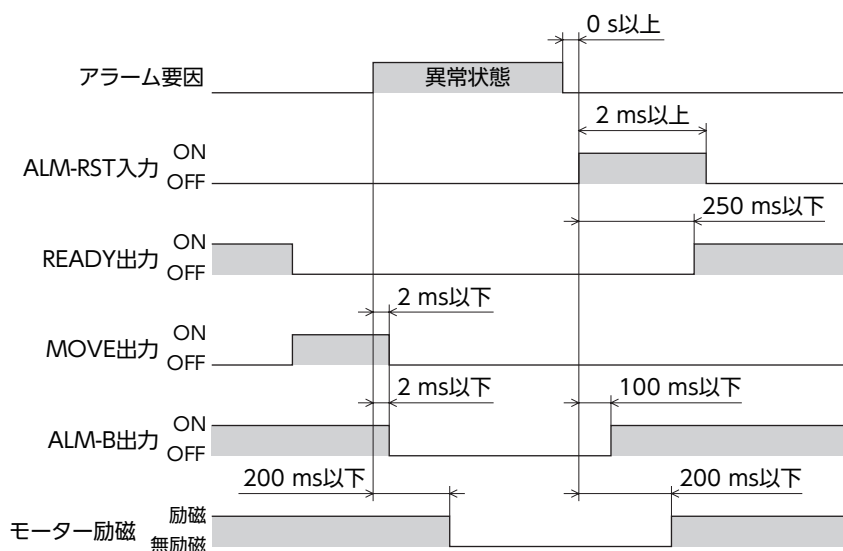 0 s以上
アラーム要因
異常状態
2 ms以上
ALM-RST入力
ON
OFF
250 ms以下
READY出力
ON
OFF
2 ms以下
MOVE出力
ON
OFF
2 ms以下
100 ms以下
ALM-B出力
ON
OFF
200 ms以下
200 ms以下
モーター励磁
励磁
無励磁